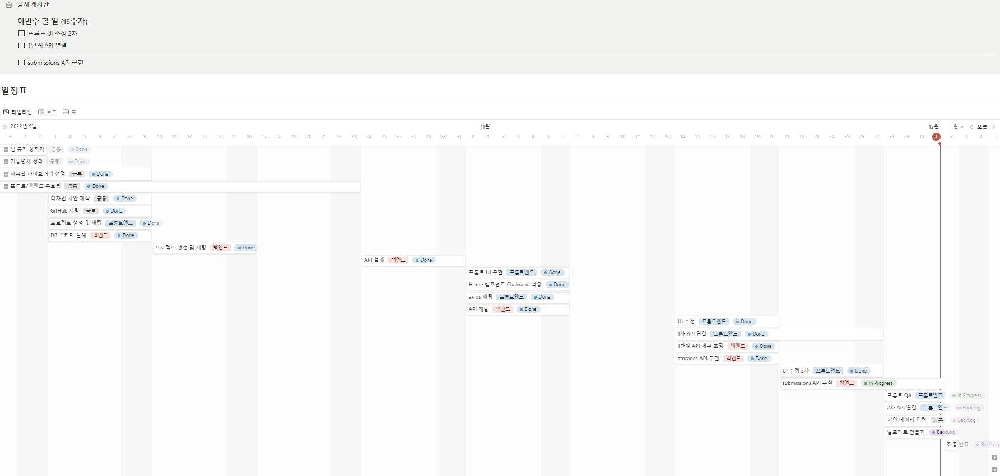 공지 게시판
이번주 할 일 (13주차)
프론트 UI 조정 2차
1단계 API 연결
submissions API 구현
일정표
타임라인 보드 표
2022년 9월 11월 12월 월 오늘
30 1 2 3 4 5 6 7 8 9 10 11 12 13 14 15 16 17 18 19 20 21 22 23 24 25 26 27 28 29 30 31 1 2 3 4 5 6 7 8 9 10 11 12 13 14 15 16 17 18 19 20 21 22 23 24 25 26 27 28 29 30 1 2 3 4 5
팀 규칙 정하기 공통 Done
기능명세 정리 공통 Done
사용할 라이브러리 선정 공통 Done
프론트/백엔드 온보딩 공통 Done
디자인 시안 제작 공통 Done
GitHub 세팅 공통 Done
프로젝트 생성 및 세팅 프론트엔드 Done
DB 스키마 설계 백엔드 Done
프로젝트 생성 및 세팅 백엔드 Done
API 설계 백엔드 Done
프론트 UI 구현 프론트엔드 Done
Home 컴포넌트 Chakra-ui 적용 Done
axios 세팅 프론트엔드 Done
API 개발 백엔드 Done
UI 수정 프론트엔드 Done
1차 API 연결 프론트엔드 Done
1단계 API 세부 조정 백엔드 Done
storages API 구현 백엔드 Done
UI 수정 2차 프론트엔드 Done
submissions API 구현 백엔드 In Progress
프론트 QA 프론트엔드 In Progress
2차 API 연결 프론트엔드 BackLog
시연 데이터 입력 공통 BackLog
발표자료 만들기 BackLog
최종 발표 BackLog